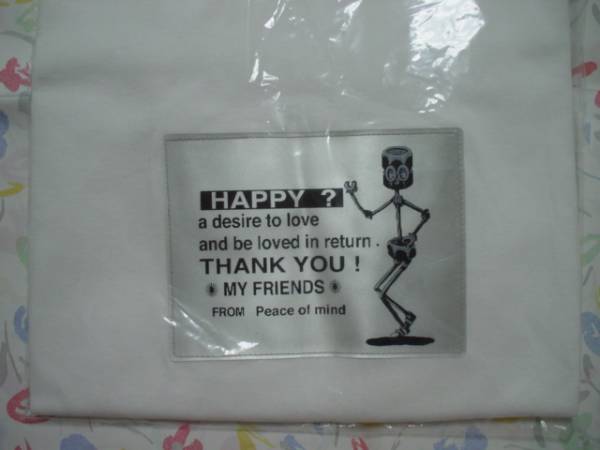 HAPPY ?
a desire to love
and be loved in return.
THANK YOU !
MY FRIENDS
FROM Peace of mind